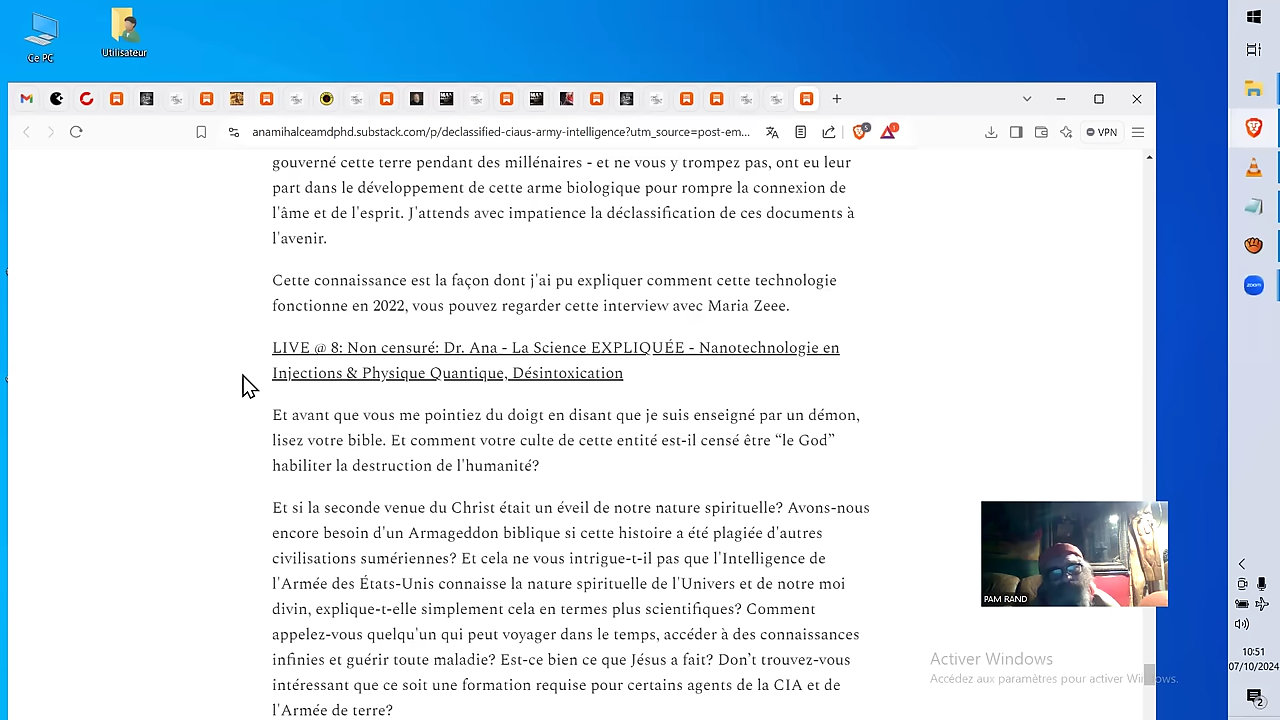 Ce PC
Utilisateur
anamihalceamdphd.substack.com/p/declassified-ciaus-army-intelligence?utm_source=post-em...
5
1
VPN
gouverné cette terre pendant des millénaires - et ne vous y trompez pas, ont eu leur
part dans le développement de cette arme biologique pour rompre la connexion de
l'âme et de l'esprit. J'attends avec impatience la déclassification de ces documents à
l'avenir.
Cette connaissance est la façon dont j'ai pu expliquer comment cette technologie
fonctionne en 2022, vous pouvez regarder cette interview avec Maria Zeee.
LIVE @ 8: Non censuré: Dr. Ana - La Science EXPLIQUÉE - Nanotechnologie en
Injections & Physique Quantique, Désintoxication
Et avant que vous me pointiez du doigt en disant que je suis enseigné par un démon,
lisez votre bible. Et comment votre culte de cette entité est-il censé être “le God”
habiliter la destruction de l'humanité?
Et si la seconde venue du Christ était un éveil de notre nature spirituelle? Avons-nous
encore besoin d'un Armageddon biblique si cette histoire a été plagiée d'autres
civilisations sumériennes? Et cela ne vous intrigue-t-il pas que l'Intelligence de
l'Armée des États-Unis connaisse la nature spirituelle de l'Univers et de notre moi
divin, explique-t-elle simplement cela en termes plus scientifiques? Comment
appelez-vous quelqu'un qui peut voyager dans le temps, accéder à des connaissances
infinies et guérir toute maladie? Est-ce bien ce que Jésus a fait? Don’t trouvez-vous
intéressant que ce soit une formation requise pour certains agents de la CIA et de
l'Armée de terre?
PAM RAND
Activer Windows
Accédez aux paramètres pour activer Windows.
zoom
10:51
07/10/2024
2